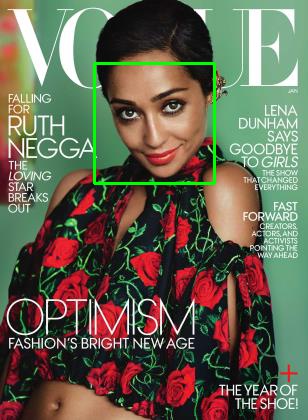 VOGUE
JAN
FALLING
FOR
RUTH
NEGGA
THE
LOVING
STAR
BREAKS
OUT
LENA
DUNHAM
SAYS
GOODBYE
TO GIRLS
THE SHOW
THAT CHANGED
EVERYTHING
FAST
FORWARD
CREATORS,
ACTORS, AND
ACTIVISTS
POINTING THE
WAY AHEAD
OPTIMISM
FASHION'S BRIGHT NEW AGE
+
THE YEAR OF
THE SHOE!